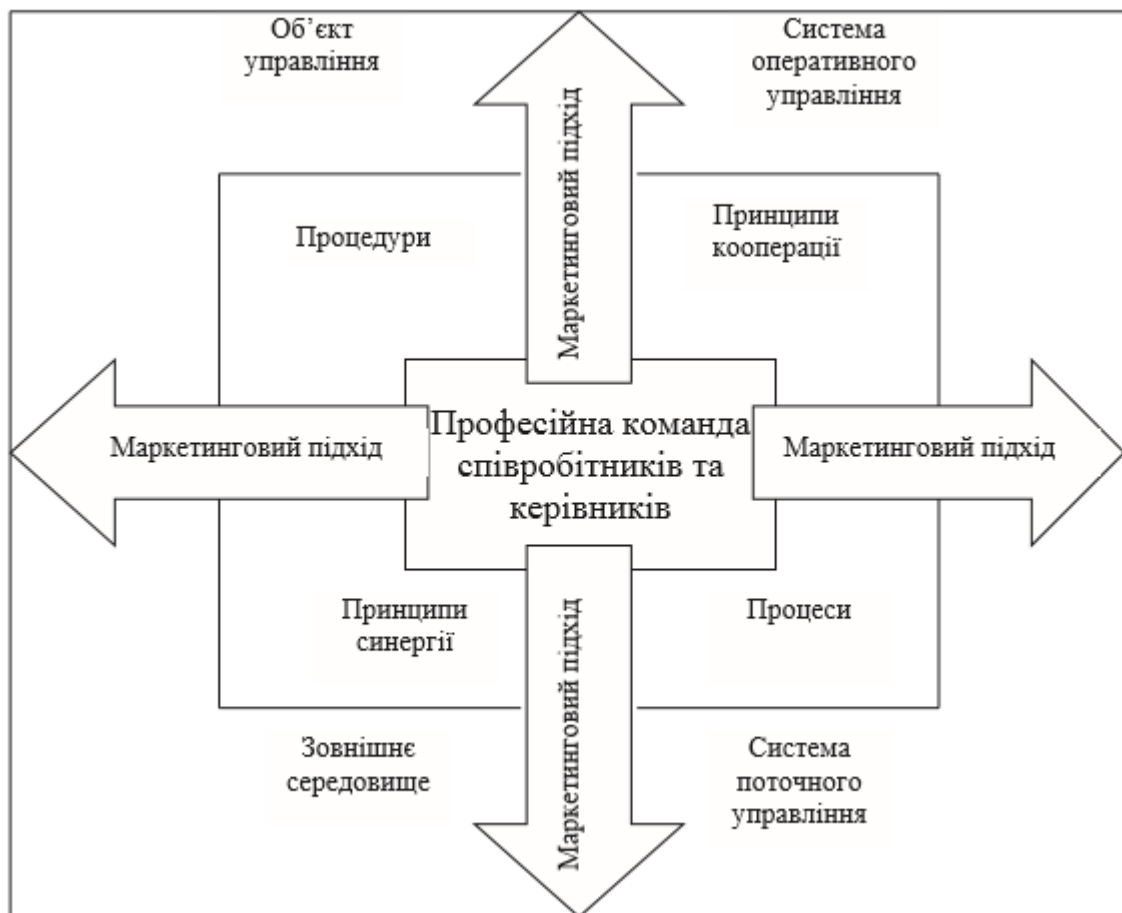 Об’єкт
управління
Система
оперативного
управління
Маркетинговий підхід
Процедури
Принципи
кооперації
Маркетинговий підхід
Професійна команда
співробітників та
керівників
Маркетинговий підхід
Принципи
синергії
Процеси
Маркетинговий підхід
Зовнішнє
середовище
Система
поточного
управління